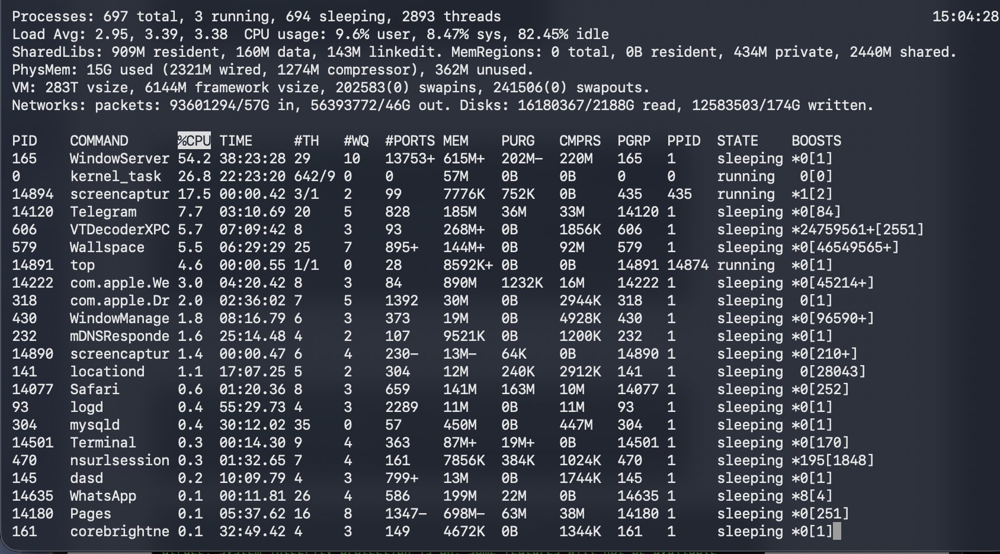 Processes: 697 total, 3 running, 694 sleeping, 2893 threads 15:04:28
Load Avg: 2.95, 3.39, 3.38  CPU usage: 9.6% user, 8.47% sys, 82.45% idle
SharedLibs: 909M resident, 160M data, 143M linkedit. MemRegions: 0 total, 0B resident, 434M private, 2440M shared.
PhysMem: 15G used (2321M wired, 1274M compressor), 362M unused.
VM: 283T vsize, 6144M framework vsize, 202583(0) swapins, 241506(0) swapouts.
Networks: packets: 93601294/57G in, 56393772/46G out. Disks: 16180367/2188G read, 12583503/174G written.
PID    COMMAND      %CPU TIME     #TH   #WQ  #PORTS MEM    PURG   CMPRS  PGRP  PPID  STATE    BOOSTS
165    WindowServer 54.2 38:23:28 29    10   13753+ 615M+  202M-  220M   165   1     sleeping *0[1]
0      kernel_task  26.8 22:23:20 642/9 0    0      57M    0B     0B     0     0     running   0[0]
14894  screencaptur 17.5 00:00.42 3/1   2    99     7776K  752K   0B     435   435   running  *1[2]
14120  Telegram     7.7  03:10.69 20    5    828    185M   36M    33M    14120 1     sleeping *0[84]
606    VTDecoderXPC 5.7  07:09:42 8     3    93     268M+  0B     1856K  606   1     sleeping *24759561+[2551]
579    Wallspace    5.5  06:29:29 25    7    895+   144M+  0B     92M    579   1     sleeping *0[46549565+]
14891  top          4.6  00:00.55 1/1   0    28     8592K+ 0B     0B     14891 14874 running  *0[1]
14222  com.apple.We 3.0  04:20.42 8     3    84     890M   1232K  16M    14222 1     sleeping *0[45214+]
318    com.apple.Dr 2.0  02:36:02 7     5    1392   30M    0B     2944K  318   1     sleeping  0[1]
430    WindowManage 1.8  08:16.79 6     3    373    19M    0B     4928K  430   1     sleeping *0[96590+]
232    mDNSResponde 1.6  25:14.48 4     2    107    9521K  0B     1200K  232   1     sleeping *0[1]
14890  screencaptur 1.4  00:00.47 6     4    230-   13M-   64K    0B     14890 1     sleeping *0[210+]
141    locationd    1.1  17:07.25 5     2    304    12M    240K   2912K  141   1     sleeping  0[28043]
14077  Safari       0.6  01:20.36 8     3    659    141M   163M   10M    14077 1     sleeping *0[252]
93     logd         0.4  55:29.73 4     3    2289   11M    0B     11M    93    1     sleeping *0[1]
304    mysqld       0.4  30:12.02 35    0    57     450M   0B     447M   304   1     sleeping *0[1]
14501  Terminal     0.3  00:14.30 9     4    363    87M+   19M+   0B     14501 1     sleeping *0[170]
470    nsurlsession 0.3  01:32.65 7     4    161    7856K  384K   1024K  470   1     sleeping *195[1848]
145    dasd         0.2  10:09.79 4     3    799+   13M    0B     1744K  145   1     sleeping *0[1]
14635  WhatsApp     0.1  00:11.81 26    4    586    199M   22M    0B     14635 1     sleeping *8[4]
14180  Pages        0.1  05:37.62 16    8    1347-  698M-  63M    38M    14180 1     sleeping *0[251]
161    corebrightne 0.1  32:49.42 4     3    149    4672K  0B     1344K  161   1     sleeping *0[1]